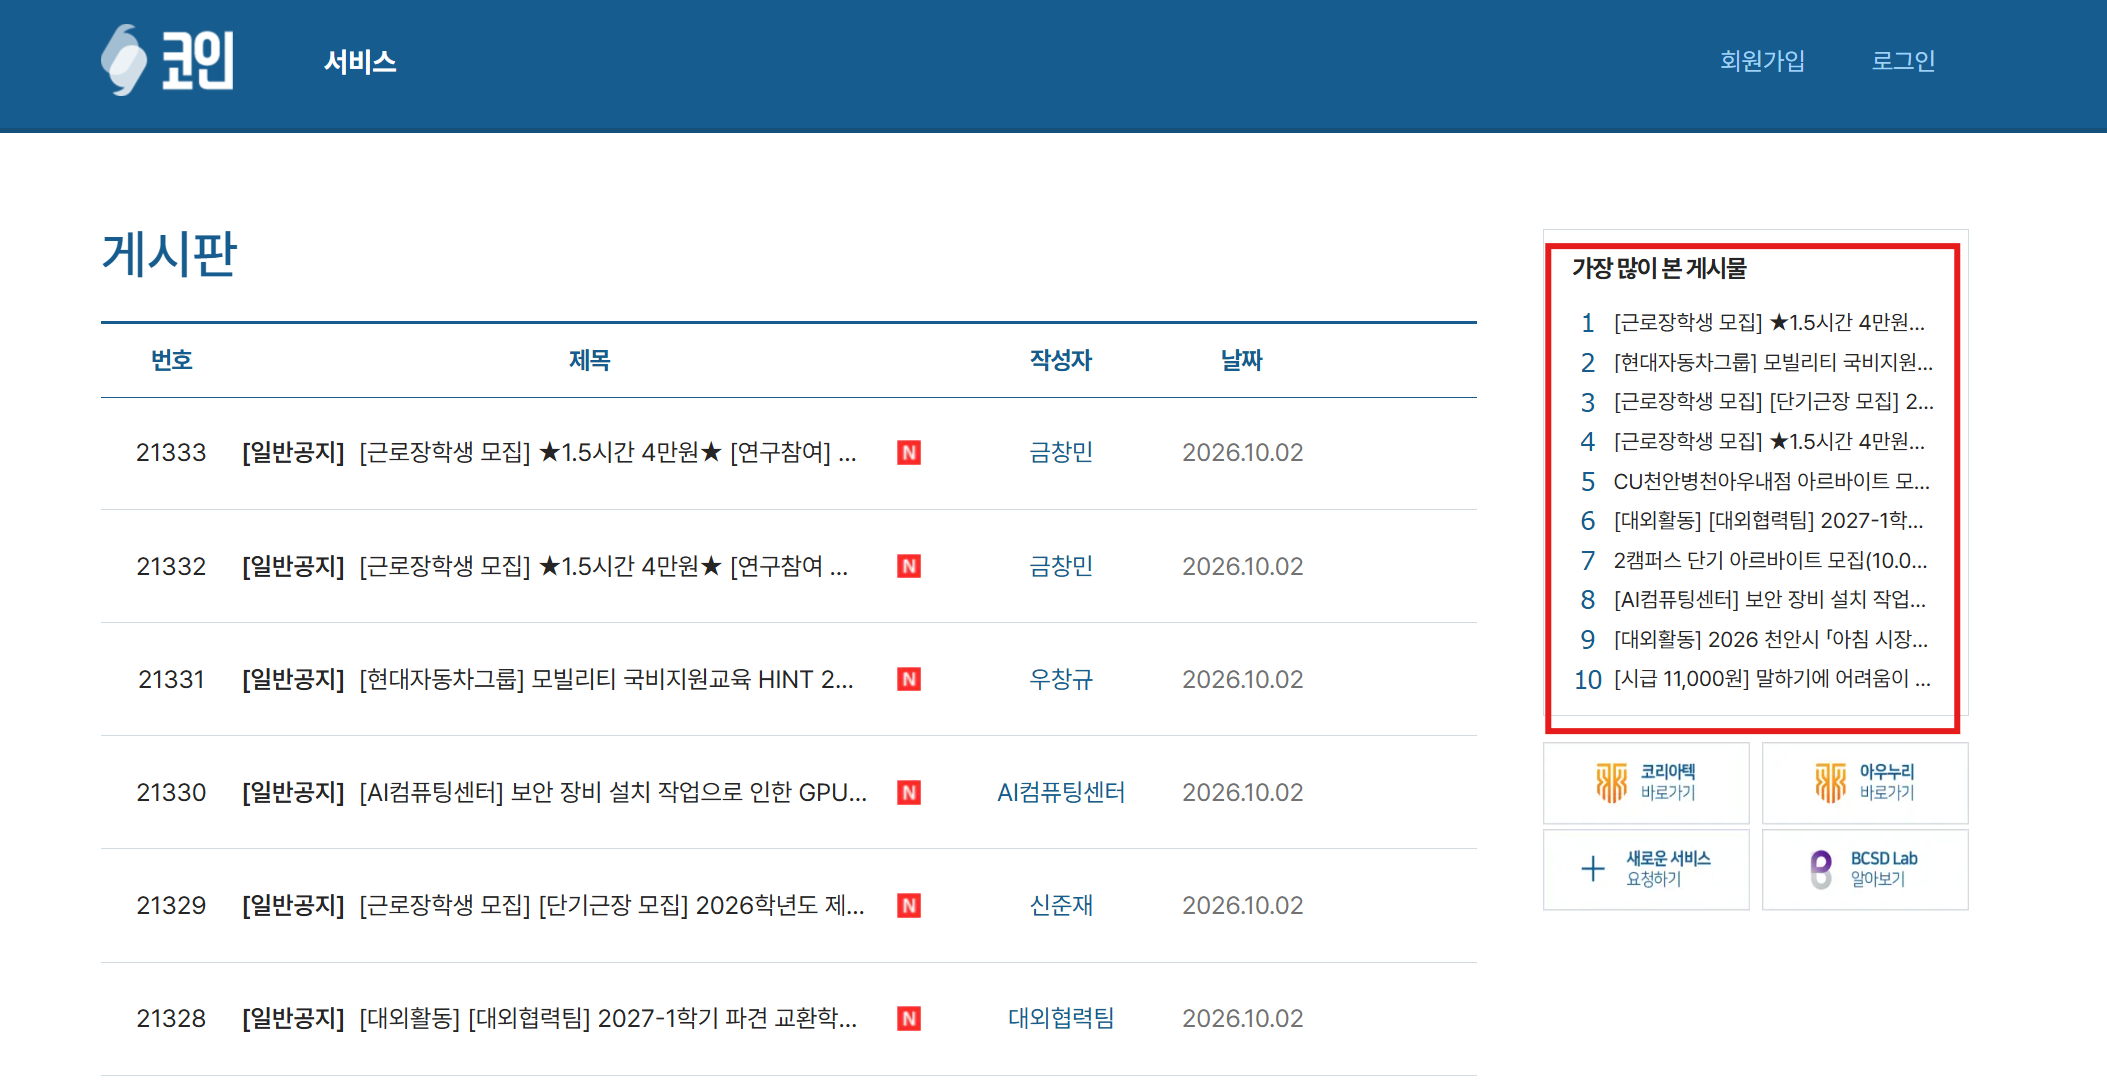 코인
서비스
회원가입
로그인
게시판
번호 제목 작성자 날짜
21333 [일반공지] [근로장학생 모집] ★1.5시간 4만원★ [연구참여] ... N 금창민 2026.10.02
21332 [일반공지] [근로장학생 모집] ★1.5시간 4만원★ [연구참여 ... N 금창민 2026.10.02
21331 [일반공지] [현대자동차그룹] 모빌리티 국비지원교육 HINT 2... N 우창규 2026.10.02
21330 [일반공지] [AI컴퓨팅센터] 보안 장비 설치 작업으로 인한 GPU... N AI컴퓨팅센터 2026.10.02
21329 [일반공지] [근로장학생 모집] [단기근장 모집] 2026학년도 제... N 신준재 2026.10.02
21328 [일반공지] [대외활동] [대외협력팀] 2027-1학기 파견 교환학... N 대외협력팀 2026.10.02
가장 많이 본 게시물
1 [근로장학생 모집] ★1.5시간 4만원...
2 [현대자동차그룹] 모빌리티 국비지원...
3 [근로장학생 모집] [단기근장 모집] 2...
4 [근로장학생 모집] ★1.5시간 4만원...
5 CU천안병천아우내점 아르바이트 모...
6 [대외활동] [대외협력팀] 2027-1학...
7 2캠퍼스 단기 아르바이트 모집(10.0...
8 [AI컴퓨팅센터] 보안 장비 설치 작업...
9 [대외활동] 2026 천안시 「아침 시장...
10 [시급 11,000원] 말하기에 어려움이 ...
코리아텍
바로가기
아우누리
바로가기
새로운 서비스
요청하기
BCSD Lab
알아보기